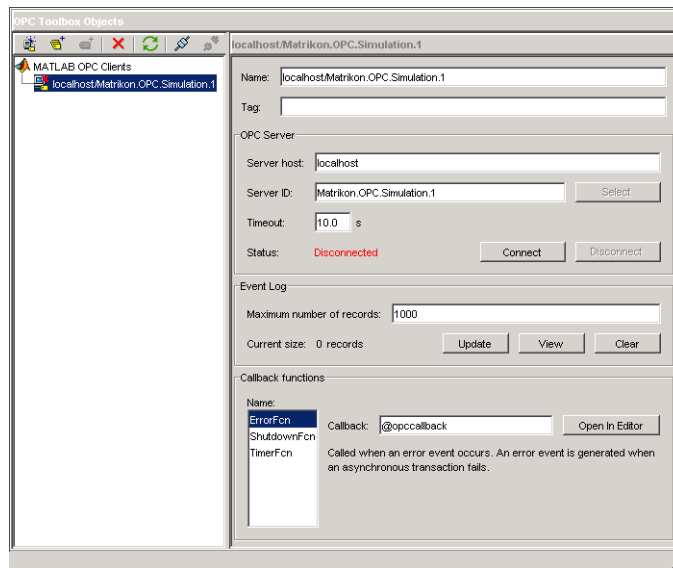 OPC Toolbox Objects
localhost/Matrikon.OPC.Simulation.1
MATLAB OPC Clients
localhost/Matrikon.OPC.Simulation.1
Name: localhost/Matrikon.OPC.Simulation.1
Tag:
OPC Server
Server host: localhost
Server ID: Matrikon.OPC.Simulation.1 Select
Timeout: 10.0 s
Status: Disconnected Connect Disconnect
Event Log
Maximum number of records: 1000
Current size: 0 records Update View Clear
Callback functions
Name:
ErrorFcn
ShutdownFcn
TimerFcn
Callback: @opccallback Open In Editor
Called when an error event occurs. An error event is generated when
an asynchronous transaction fails.